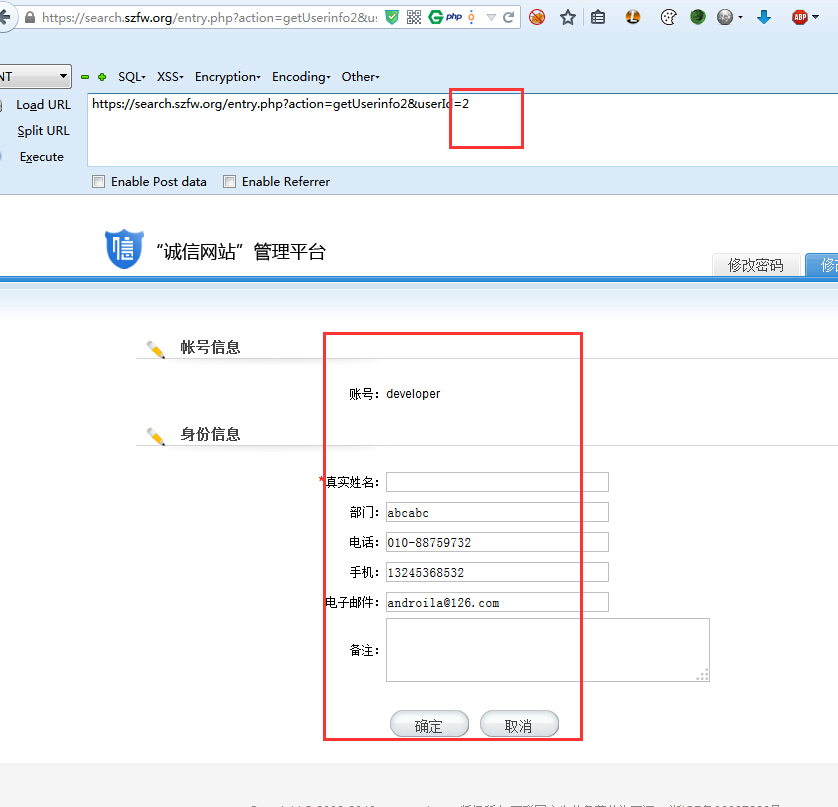 https://search.szfw.org/entry.php?action=getUserinfo2&us
php
ABP
NT
SQL
XSS
Encryption
Encoding
Other
Load URL
https://search.szfw.org/entry.php?action=getUserinfo2&userId=2
Split URL
Execute
Enable Post data
Enable Referrer
信
“诚信网站”管理平台
修改密码
修
帐号信息
账号：developer
身份信息
*真实姓名：
部门：abcabc
电话：010-88759732
手机：13245368532
电子邮件：androila@126.com
备注：
确定
取消